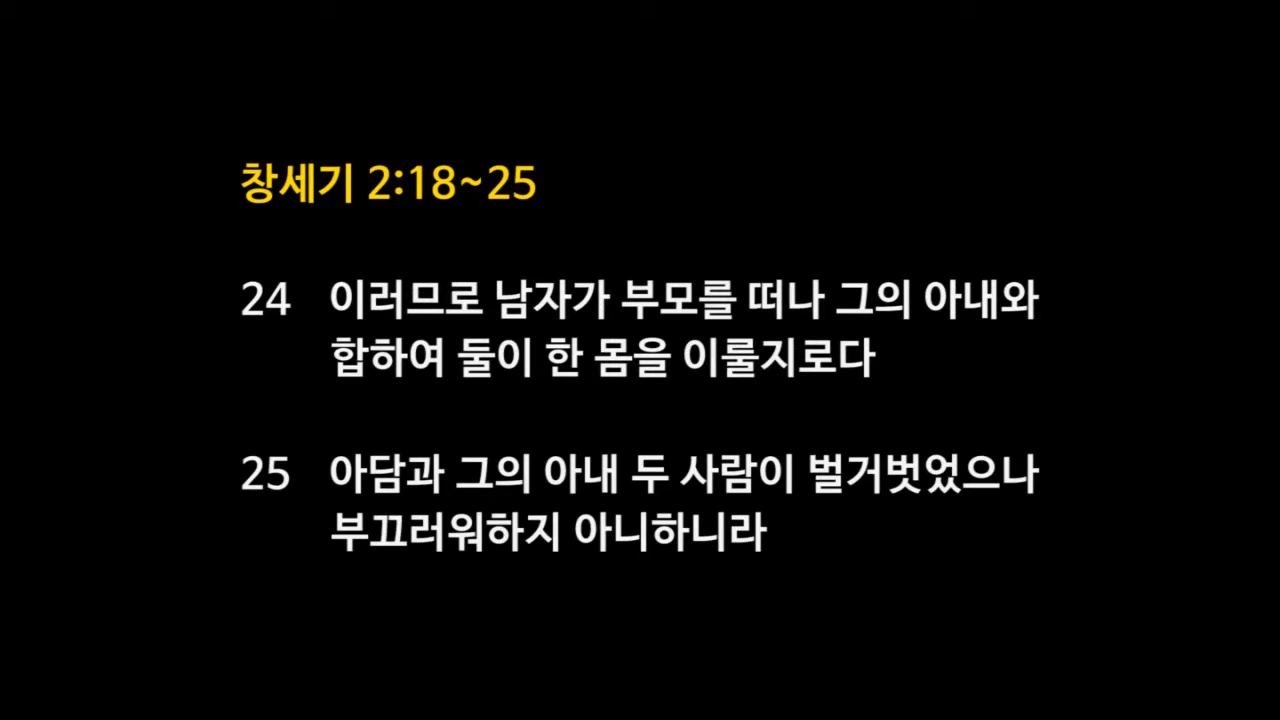 창세기 2:18~25
24 이러므로 남자가 부모를 떠나 그의 아내와
합하여 둘이 한 몸을 이룰지로다
25 아담과 그의 아내 두 사람이 벌거벗었으나
부끄러워하지 아니하니라